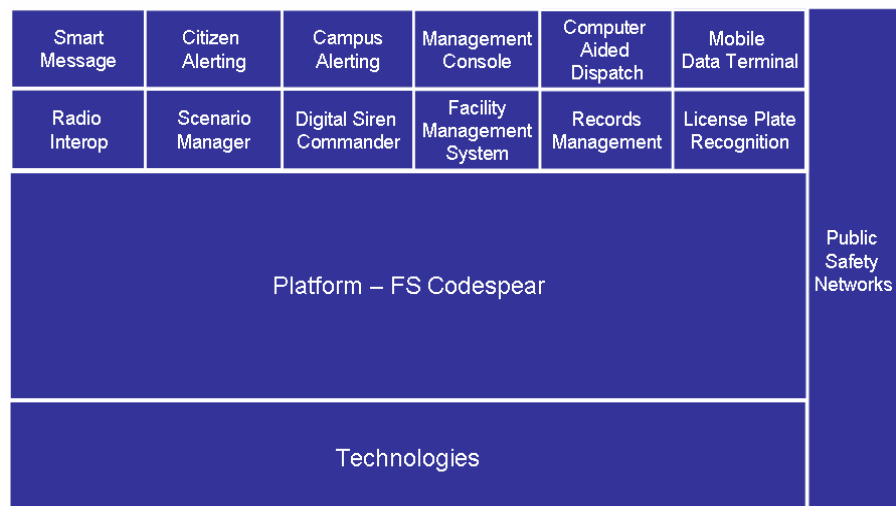 Smart
Message
Citizen
Alerting
Campus
Alerting
Management
Console
Computer
Aided
Dispatch
Mobile
Data Terminal
Radio
Interop
Scenario
Manager
Digital Siren
Commander
Facility
Management
System
Records
Management
License Plate
Recognition
Platform – FS Codespear
Public
Safety
Networks
Technologies